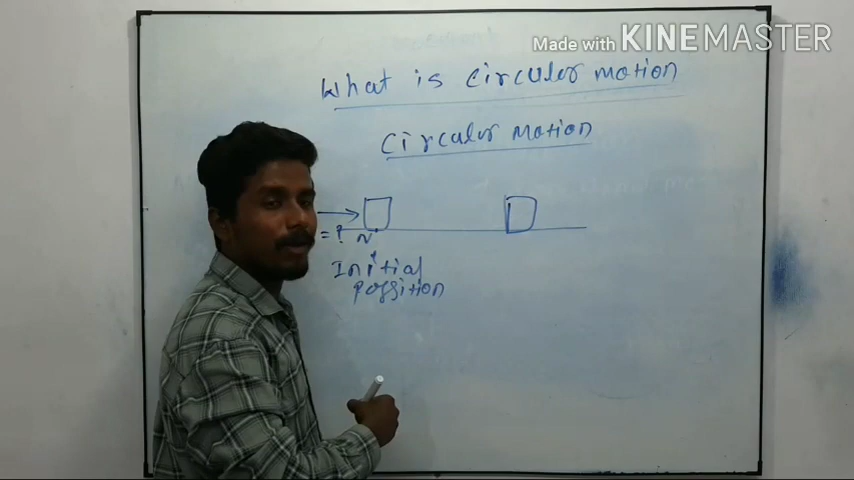 Made with KINEMASTER
What is circular motion
circular motion
= ?
Initial
possition